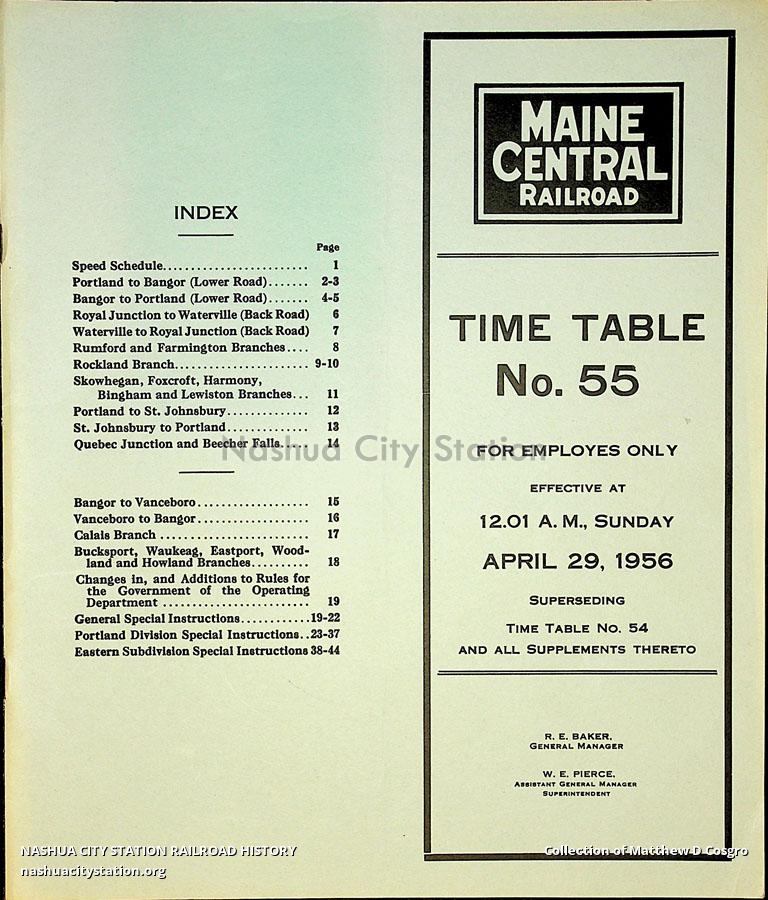 INDEX
Page
Speed Schedule........................ 1
Portland to Bangor (Lower Road)....... 2-3
Bangor to Portland (Lower Road)....... 4-5
Royal Junction to Waterville (Back Road) 6
Waterville to Royal Junction (Back Road) 7
Rumford and Farmington Branches.... 8
Rockland Branch....................... 9-10
Skowhegan, Foxcroft, Harmony,
Bingham and Lewiston Branches... 11
Portland to St. Johnsbury.............. 12
St. Johnsbury to Portland.............. 13
Quebec Junction and Beecher Falls..... 14
Bangor to Vanceboro................... 15
Vanceboro to Bangor................... 16
Calais Branch ......................... 17
Bucksport, Waukeag, Eastport, Wood-
land and Howland Branches.......... 18
Changes in, and Additions to Rules for
the Government of the Operating
Department ......................... 19
General Special Instructions............19-22
Portland Division Special Instructions..23-37
Eastern Subdivision Special Instructions 38-44
MAINE
CENTRAL
RAILROAD
TIME TABLE
No. 55
FOR EMPLOYES ONLY
EFFECTIVE AT
12.01 A. M., SUNDAY
APRIL 29, 1956
SUPERSEDING
TIME TABLE NO. 54
AND ALL SUPPLEMENTS THERETO
R. E. BAKER,
GENERAL MANAGER
W. E. PIERCE,
ASSISTANT GENERAL MANAGER
SUPERINTENDENT
Nashua City Station
NASHUA CITY STATION RAILROAD HISTORY
nashuacitystation.org
Collection of Matthew D Cosgro